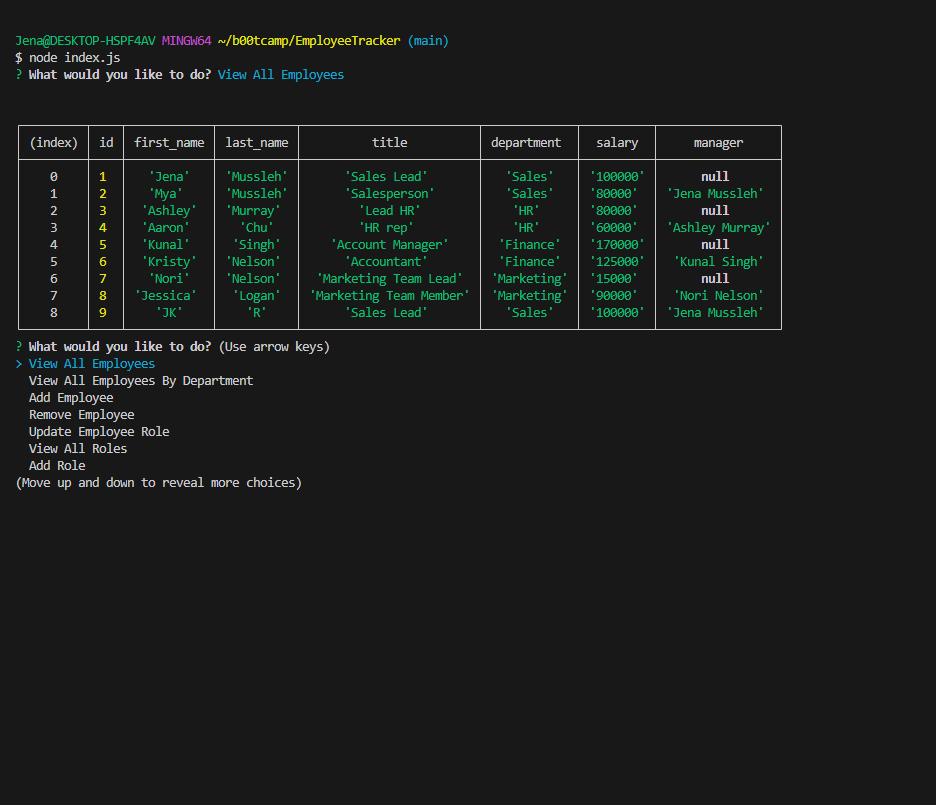 Jena@DESKTOP-HSPF4AV MINGW64 ~/b00tcamp/EmployeeTracker (main)
$ node index.js
? What would you like to do? View All Employees
(index) id first_name last_name title department salary manager
0 1 'Jena' 'Mussleh' 'Sales Lead' 'Sales' '100000' null
1 2 'Mya' 'Mussleh' 'Salesperson' 'Sales' '80000' 'Jena Mussleh'
2 3 'Ashley' 'Murray' 'Lead HR' 'HR' '80000' null
3 4 'Aaron' 'Chu' 'HR rep' 'HR' '60000' 'Ashley Murray'
4 5 'Kunal' 'Singh' 'Account Manager' 'Finance' '170000' null
5 6 'Kristy' 'Nelson' 'Accountant' 'Finance' '125000' 'Kunal Singh'
6 7 'Nori' 'Nelson' 'Marketing Team Lead' 'Marketing' '15000' null
7 8 'Jessica' 'Logan' 'Marketing Team Member' 'Marketing' '90000' 'Nori Nelson'
8 9 'JK' 'R' 'Sales Lead' 'Sales' '100000' 'Jena Mussleh'
? What would you like to do? (Use arrow keys)
> View All Employees
View All Employees By Department
Add Employee
Remove Employee
Update Employee Role
View All Roles
Add Role
(Move up and down to reveal more choices)